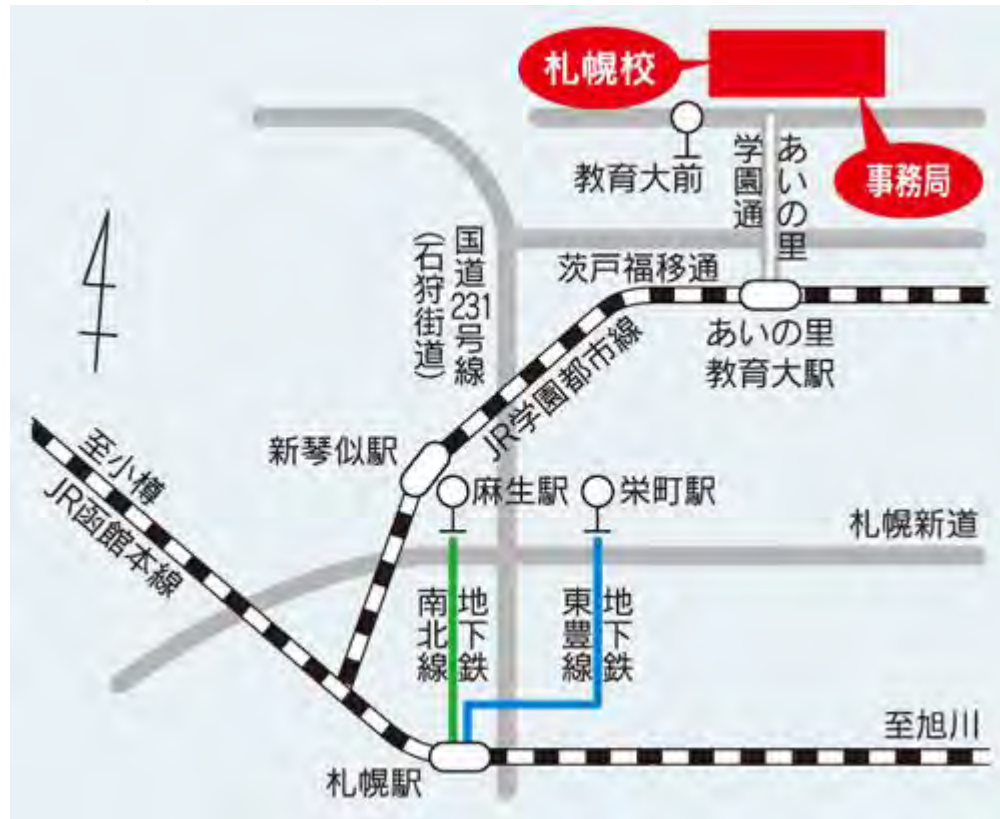 札幌校
事務局
教育大前
あいの里
学園通
国道231号線
(石狩街道)
茨戸福移通
あいの里
教育大駅
JR学園都市線
新琴似駅
麻生駅
栄町駅
至小樽
JR函館本線
札幌新道
地下鉄
南北線
地下鉄
東豊線
至旭川
札幌駅